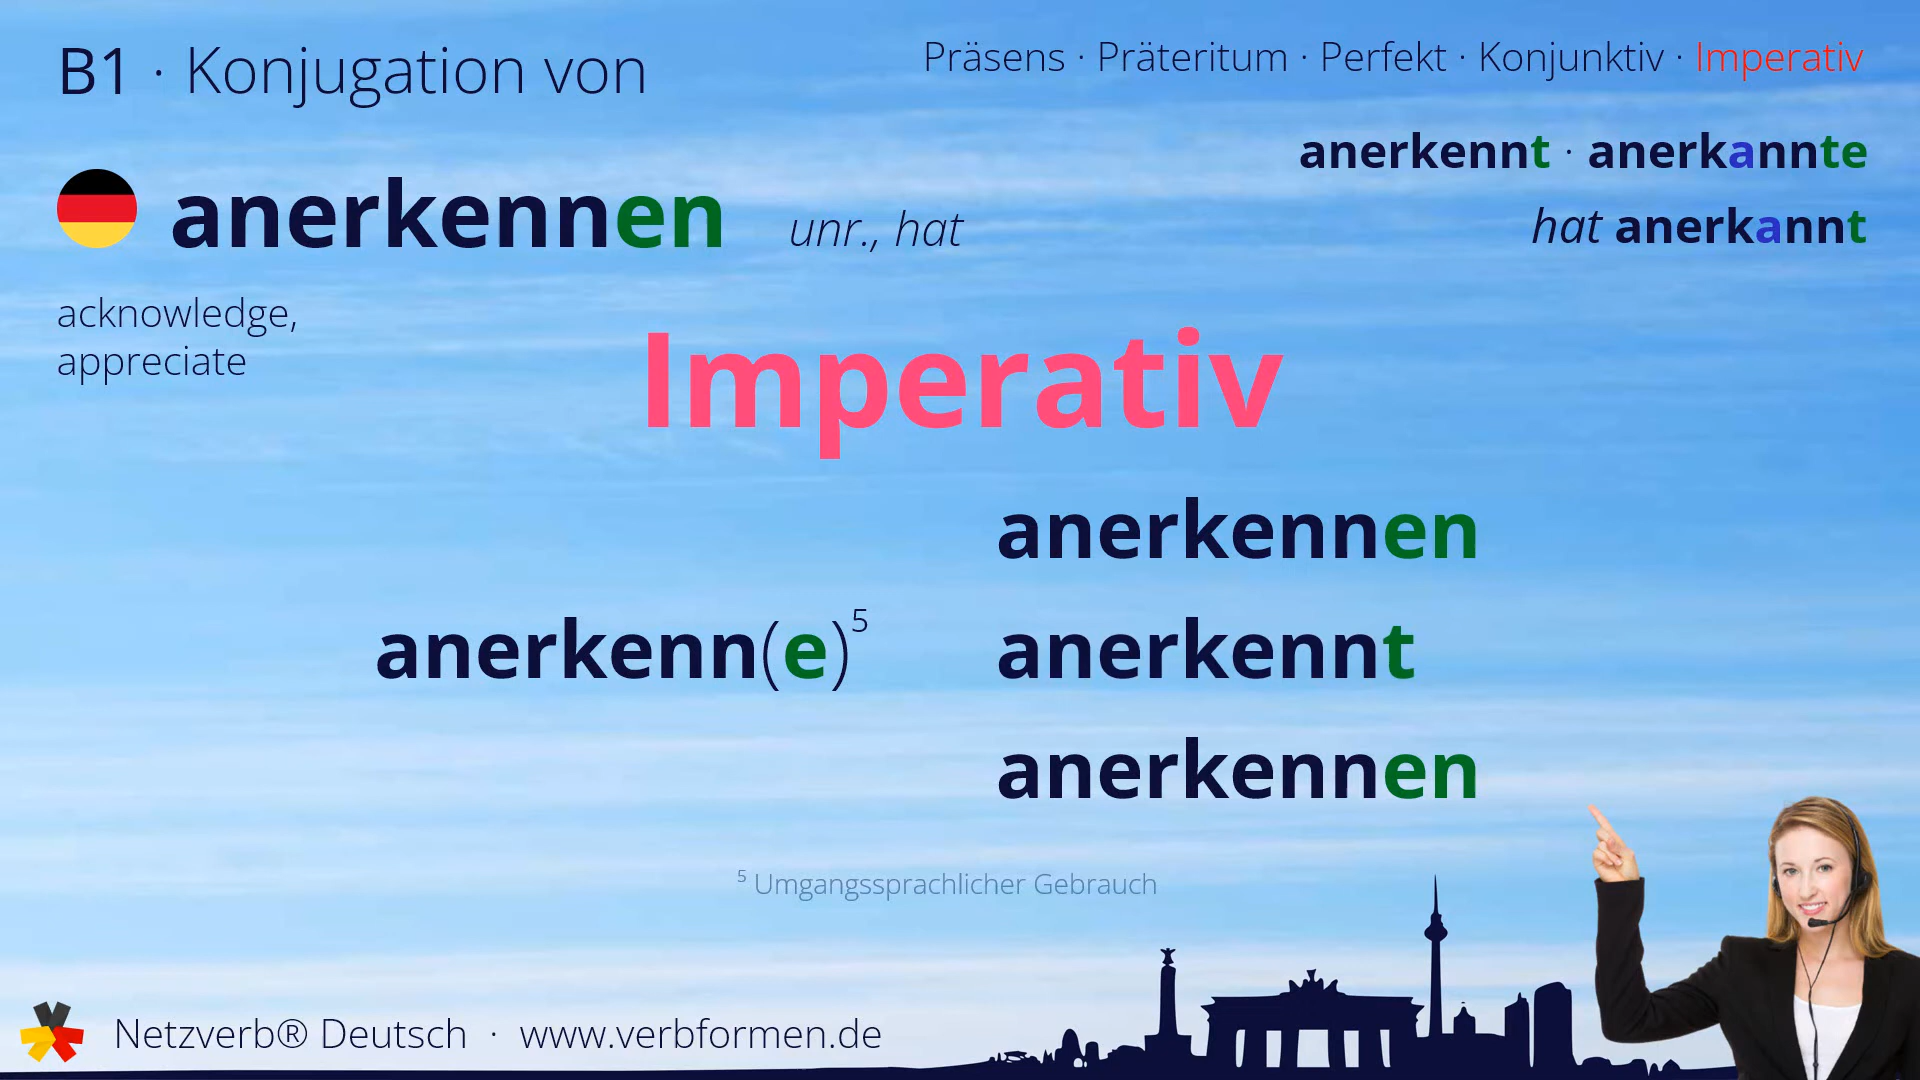 B1 · Konjugation von
Präsens · Präteritum · Perfekt · Konjunktiv · Imperativ
anerkennt · anerkannte
anerkennen unr., hat
hat anerkannt
acknowledge,
appreciate
Imperativ
anerkennen
anerkenn(e)⁵ anerkennt
anerkennen
⁵ Umgangssprachlicher Gebrauch
Netzverb® Deutsch · www.verbformen.de